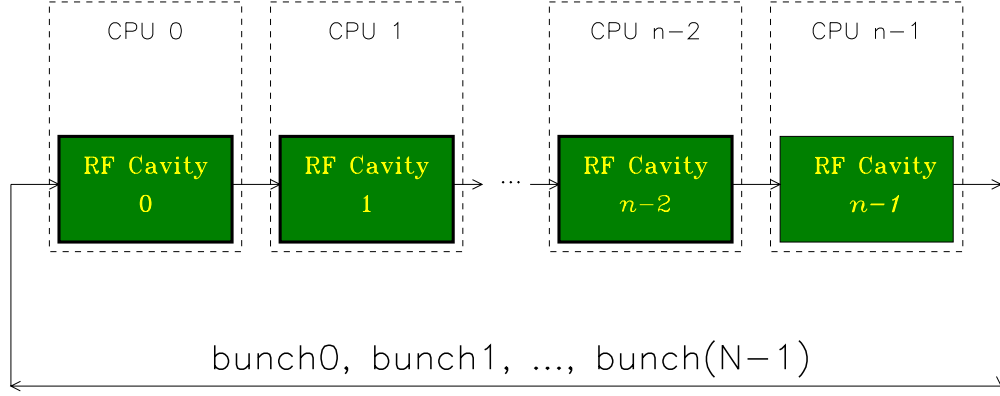 CPU 0
CPU 1
CPU n-2
CPU n-1
RF Cavity
0
RF Cavity
1
...
RF Cavity
n-2
RF Cavity
n-1
bunch0, bunch1, ..., bunch(N-1)